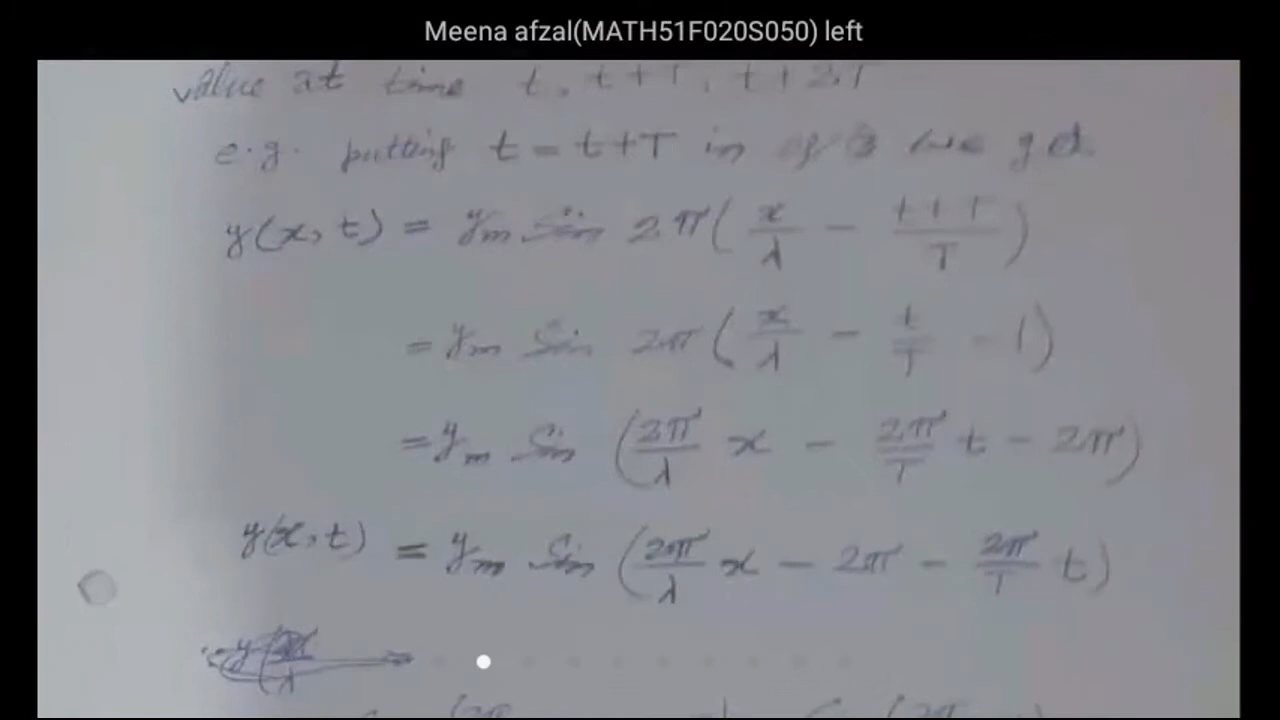 Meena afzal(MATH51F020S050) left
value at time t, t+T, t+2T
e.g. putting t = t+T in eq 3 we get
y(x, t) = yₘ Sin 2π(x/λ − t+T/T)
= yₘ Sin 2π(x/λ − t/T − 1)
= yₘ Sin (2π/λ x − 2π/T t − 2π)
y(x, t) = yₘ Sin (2π/λ x − 2π − 2π/T t)